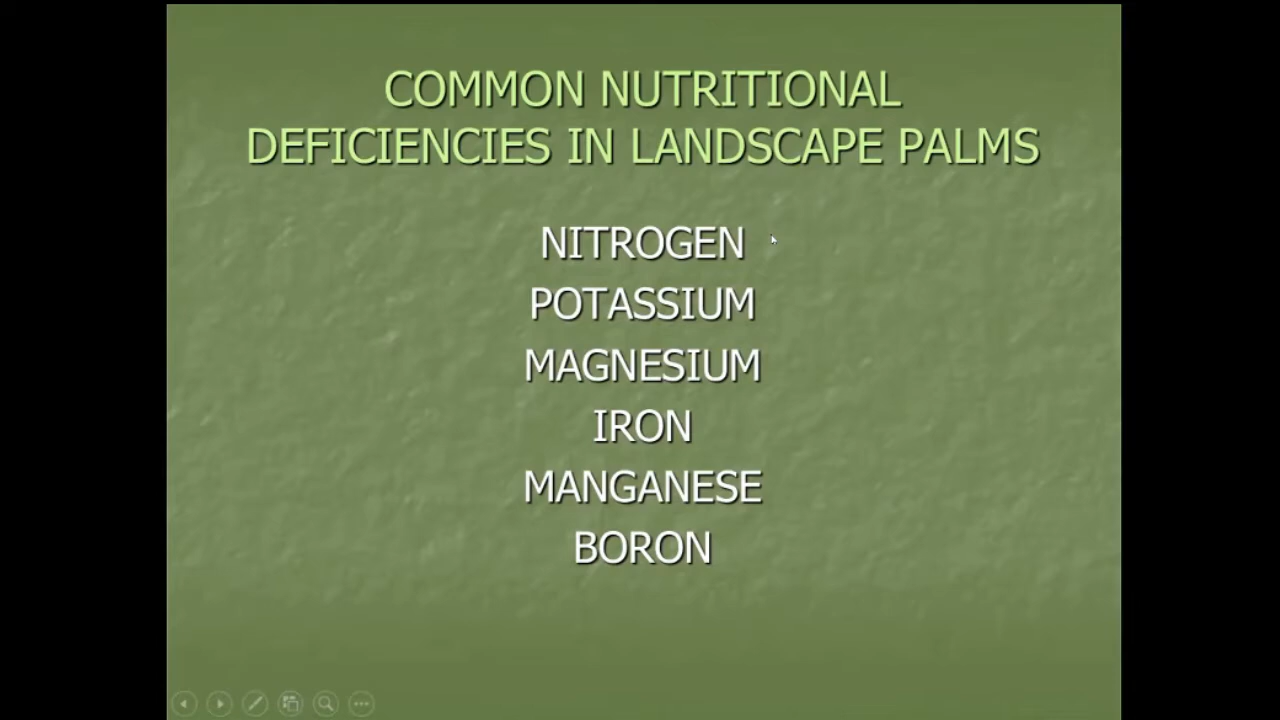 COMMON NUTRITIONAL
DEFICIENCIES IN LANDSCAPE PALMS
NITROGEN
POTASSIUM
MAGNESIUM
IRON
MANGANESE
BORON